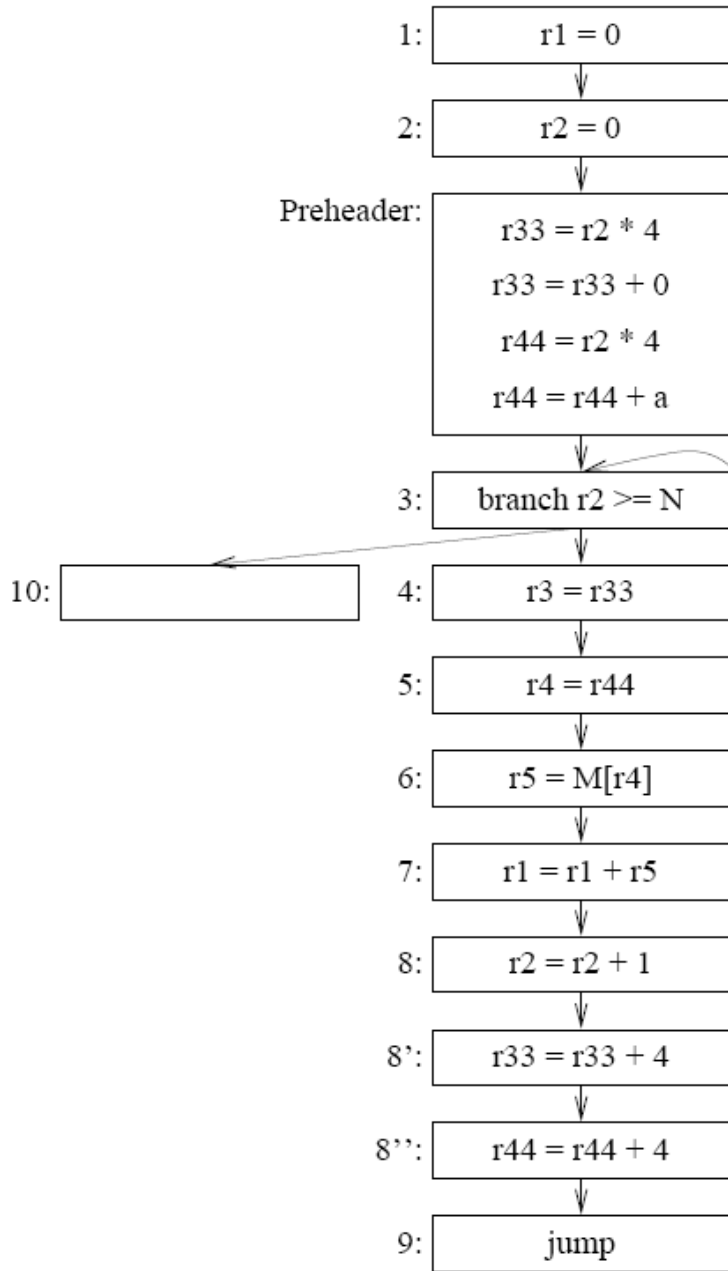 1: r1 = 0
2: r2 = 0
Preheader:
r33 = r2 * 4
r33 = r33 + 0
r44 = r2 * 4
r44 = r44 + a
3: branch r2 >= N
10: 4: r3 = r33
5: r4 = r44
6: r5 = M[r4]
7: r1 = r1 + r5
8: r2 = r2 + 1
8’: r33 = r33 + 4
8’’: r44 = r44 + 4
9: jump